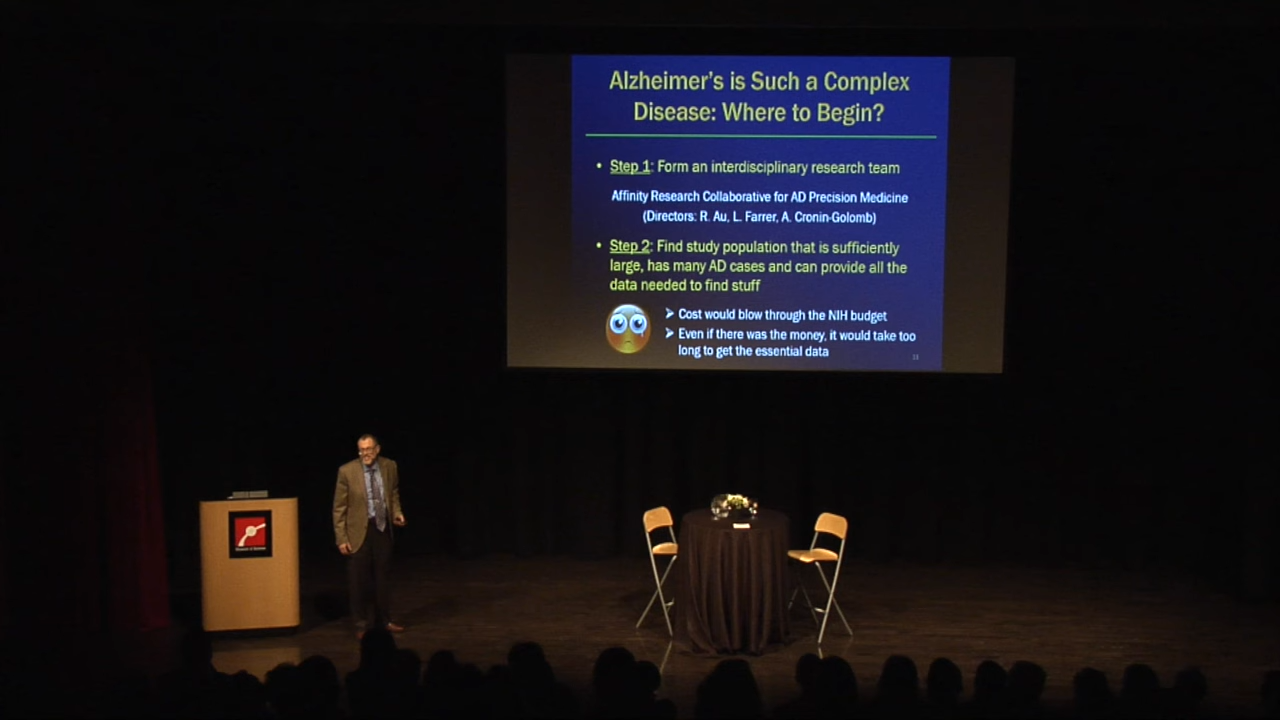 Alzheimer's is Such a Complex
Disease: Where to Begin?
• Step 1: Form an interdisciplinary research team
Affinity Research Collaborative for AD Precision Medicine
(Directors: R. Au, L. Farrer, A. Cronin-Golomb)
• Step 2: Find study population that is sufficiently
large, has many AD cases and can provide all the
data needed to find stuff
➢ Cost would blow through the NIH budget
➢ Even if there was the money, it would take too
long to get the essential data